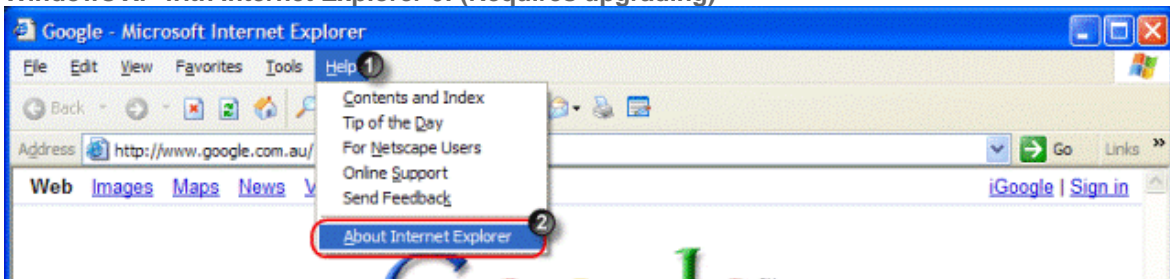 Google - Microsoft Internet Explorer
File Edit View Favorites Tools Help 1
Back
Contents and Index
Tip of the Day
For Netscape Users
Online Support
Send Feedback
About Internet Explorer 2
Address http://www.google.com.au/ Go Links »
Web Images Maps News iGoogle | Sign in